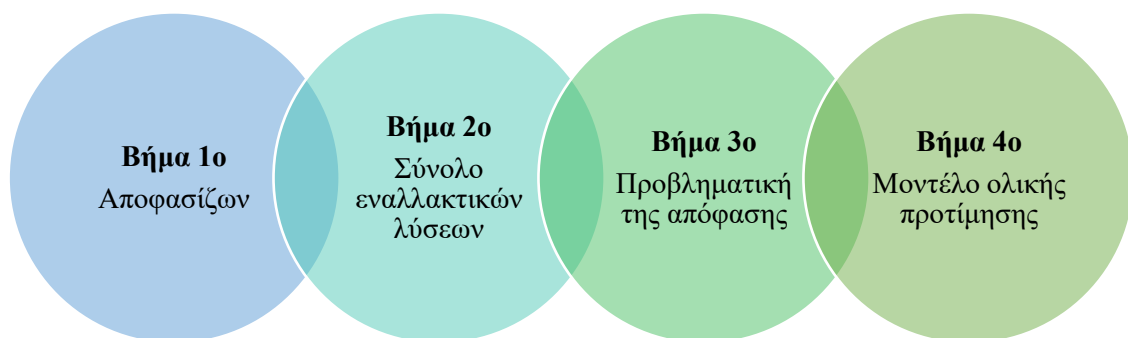 Βήμα 1ο
Αποφασίζων
Βήμα 2ο
Σύνολο
εναλλακτικών
λύσεων
Βήμα 3ο
Προβληματική
της απόφασης
Βήμα 4ο
Μοντέλο ολικής
προτίμησης